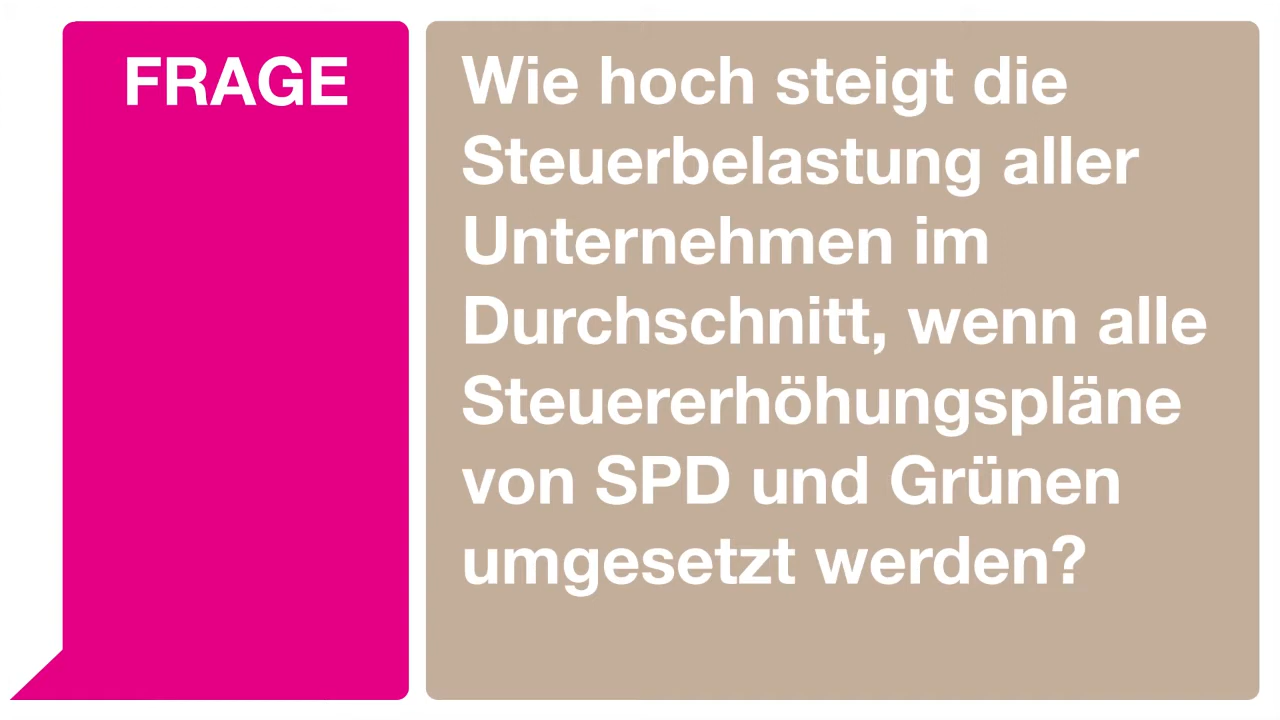 FRAGE
Wie hoch steigt die
Steuerbelastung aller
Unternehmen im
Durchschnitt, wenn alle
Steuererhöhungspläne
von SPD und Grünen
umgesetzt werden?